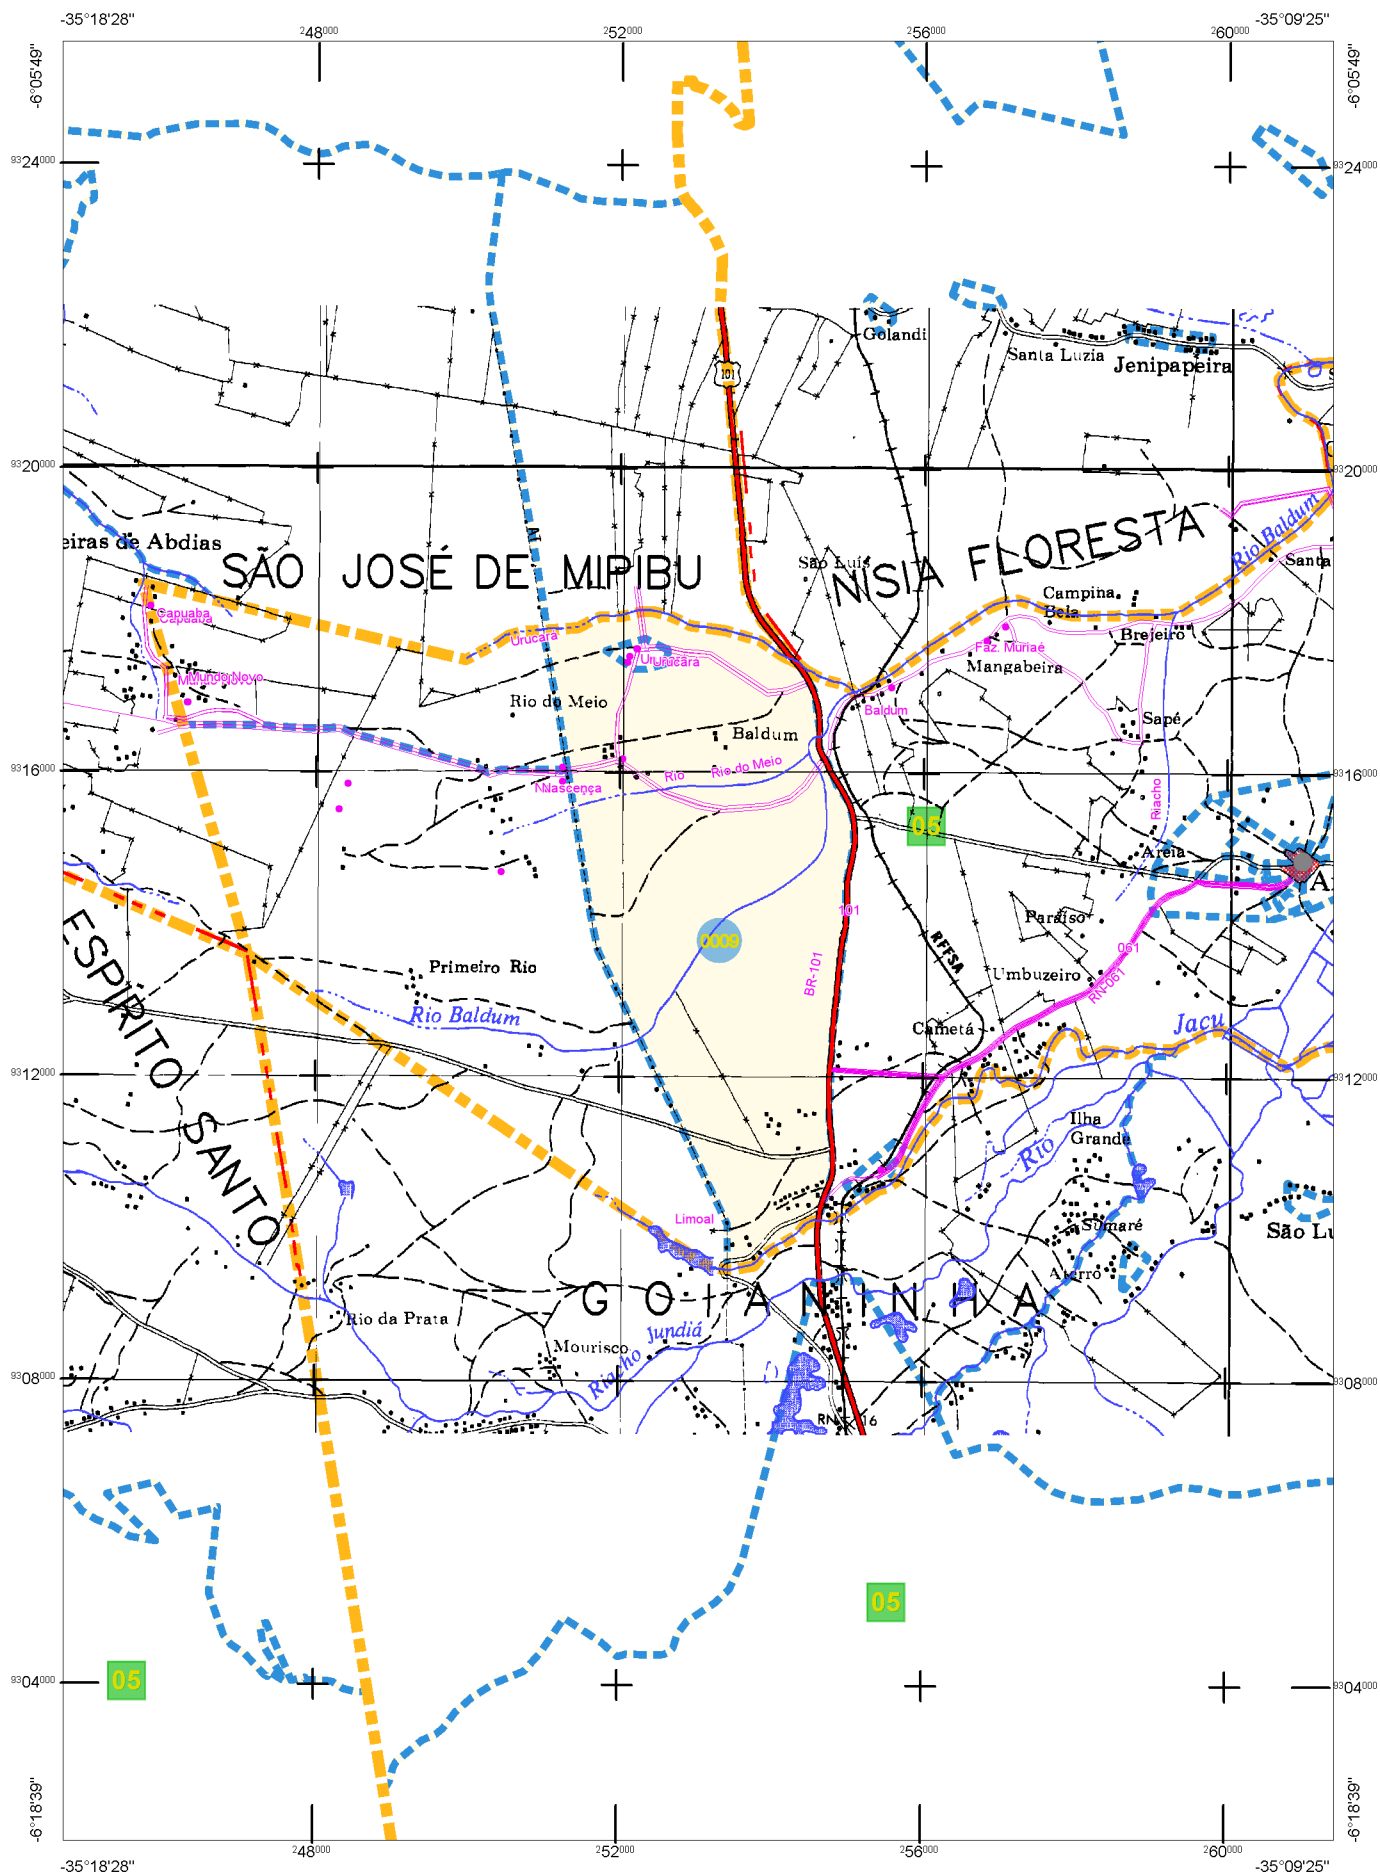 -35°18'28"
-35°09'25"
248000
252000
256000
260000
-6°05'49"
-6°05'49"
9324000
9324000
Golandi
Santa Luzia
Jenipapeira
101
9320000
9320000
eiras de Abdias
SÃO JOSÉ DE MIPIBU
NÍSIA FLORESTA
São Luís
Rio Baldum
Santa
Campina
Bela
Capuaba
Capuaba
Urucara
Brejeiro
Faz. Muriaé
Mangabeira
Urucará
Mundo Novo
Rio do Meio
Baldum
Sapé
Baldum
Rio
Rio do Meio
9316000
9316000
Nascença
Riacho
05
Areia
A
101
Paraíso
0009
RFFSA
061
Primeiro Rio
BR-101
Umbuzeiro
RN-061
ESPÍRITO SANTO
Rio Baldum
Cametá
Jacu
9312000
9312000
Ilha
Grande
Rio
Limoal
Sumaré
São Lu
Aterro
GOIANINHA
Rio da Prata
Riacho Jundiá
Mourisco
9308000
9308000
RN
16
05
05
9304000
9304000
-6°18'39"
-6°18'39"
248000
252000
256000
260000
-35°18'28"
-35°09'25"